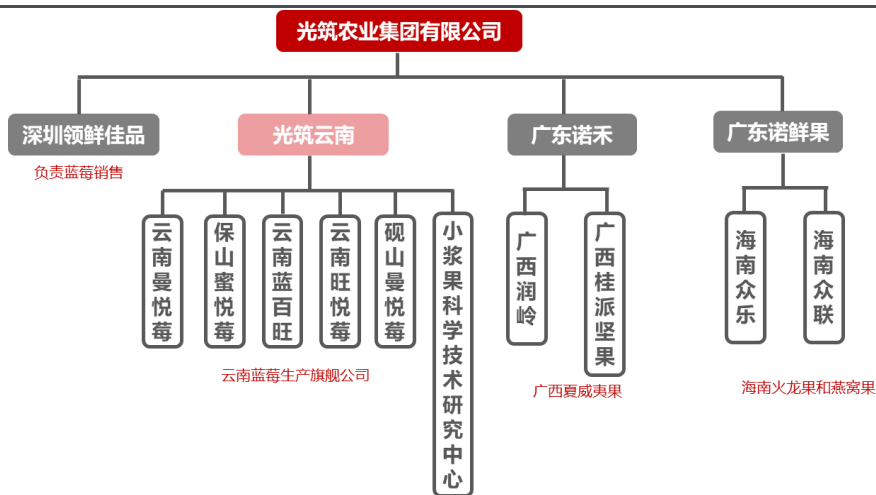 光筑农业集团有限公司
深圳领鲜佳品
光筑云南
广东诺禾
广东诺鲜果
负责蓝莓销售
云南曼悦莓
保山蜜悦莓
云南蓝百旺
云南旺悦莓
砚山曼悦莓
小浆果科学技术研究中心
广西润岭
广西桂派坚果
海南众乐
海南众联
云南蓝莓生产旗舰公司
广西夏威夷果
海南火龙果和燕窝果